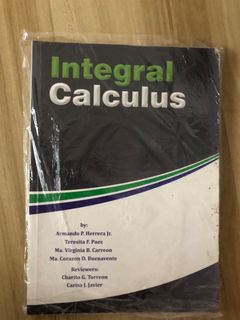 Integral
Calculus
by:
Armando P. Herrera Jr.
Teresita F. Paez
Ma. Virginia B. Carreon
Ma. Corazon D. Buenavente
Reviewers:
Charito G. Torreon
Carisa J. Javier